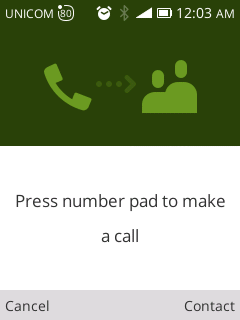 UNICOM 80 12:03 AM
Press number pad to make
a call
Cancel Contact